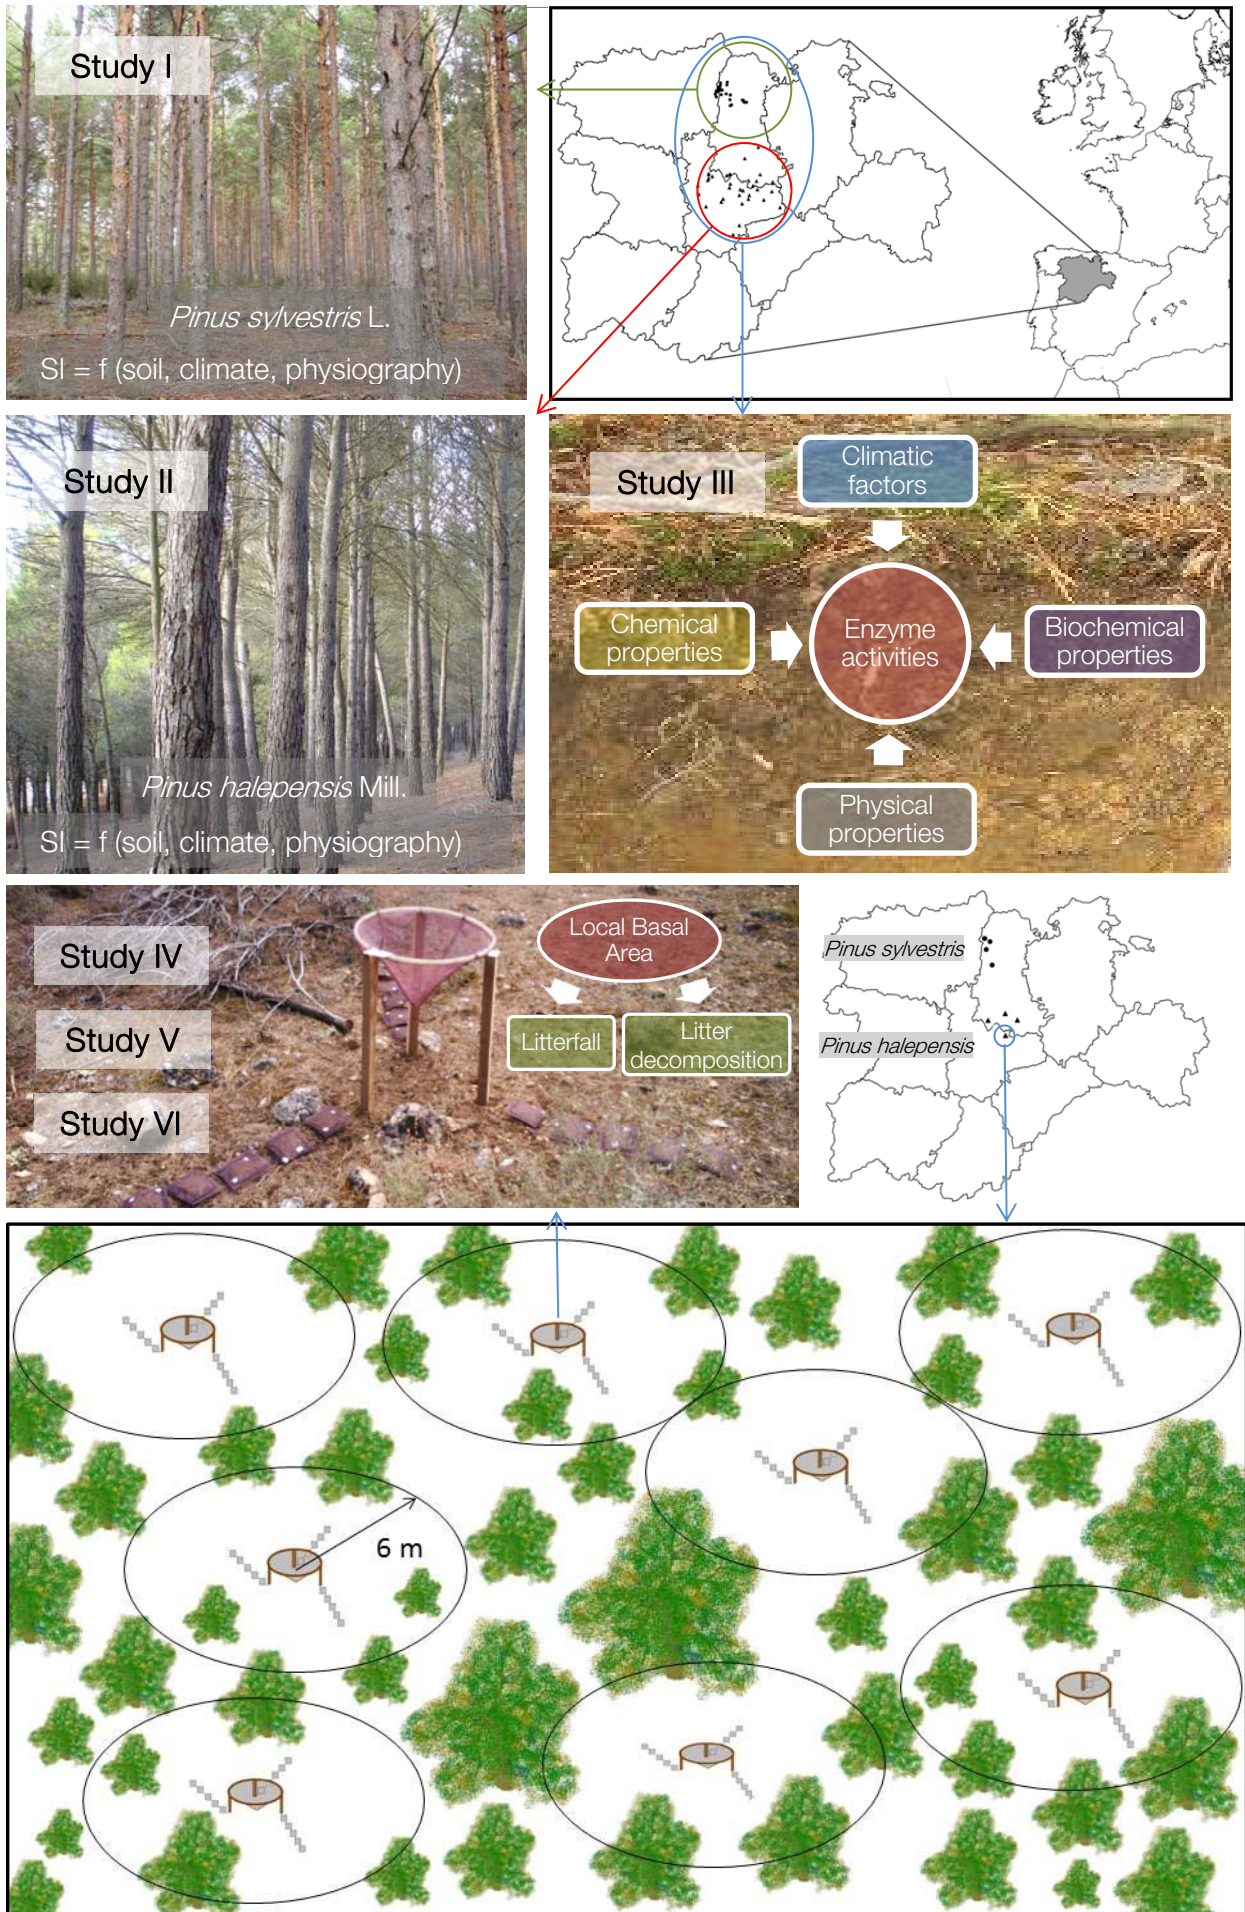 Study I
Pinus sylvestris L.
SI = f (soil, climate, physiography)
Study II
Pinus halepensis Mill.
SI = f (soil, climate, physiography)
Study III
Climatic
factors
Chemical
properties
Enzyme
activities
Biochemical
properties
Physical
properties
Study IV
Study V
Study VI
Local Basal
Area
Litterfall
Litter
decomposition
Pinus sylvestris
Pinus halepensis
6 m